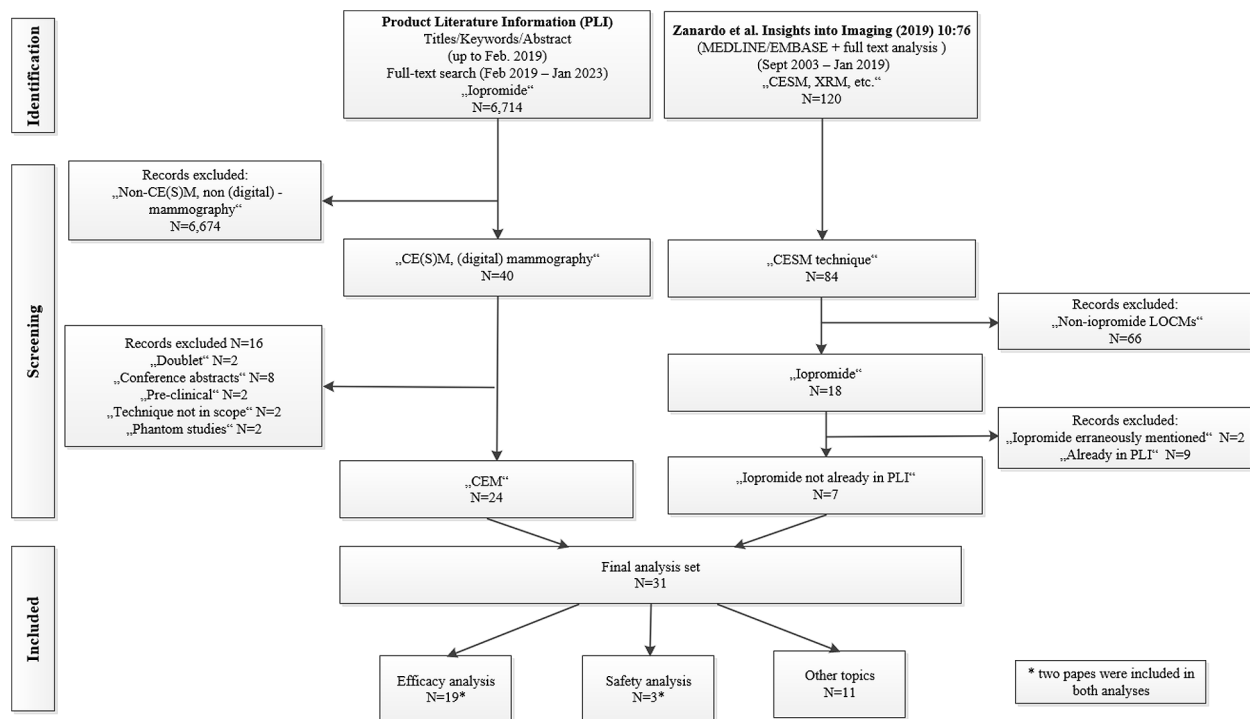 Identification
Product Literature Information (PLI)
Titles/Keywords/Abstract
(up to Feb. 2019)
Full-text search (Feb 2019 – Jan 2023)
„Iopromide“
N=6,714
Zanardo et al. Insights into Imaging (2019) 10:76
(MEDLINE/EMBASE + full text analysis )
(Sept 2003 – Jan 2019)
„CESM, XRM, etc.“
N=120
Screening
Records excluded:
„Non-CE(S)M, non (digital) -
mammography“
N=6,674
„CE(S)M, (digital) mammography“
N=40
„CESM technique“
N=84
Records excluded:
„Non-iopromide LOCMs“
N=66
Records excluded N=16
„Doublet“ N=2
„Conference abstracts“ N=8
„Pre-clinical“ N=2
„Technique not in scope“ N=2
„Phantom studies“ N=2
„Iopromide“
N=18
Records excluded:
„Iopromide erraneously mentioned“ N=2
„Already in PLI“ N=9
„CEM“
N=24
„Iopromide not already in PLI“
N=7
Included
Final analysis set
N=31
Efficacy analysis
N=19*
Safety analysis
N=3*
Other topics
N=11
* two papes were included in
both analyses